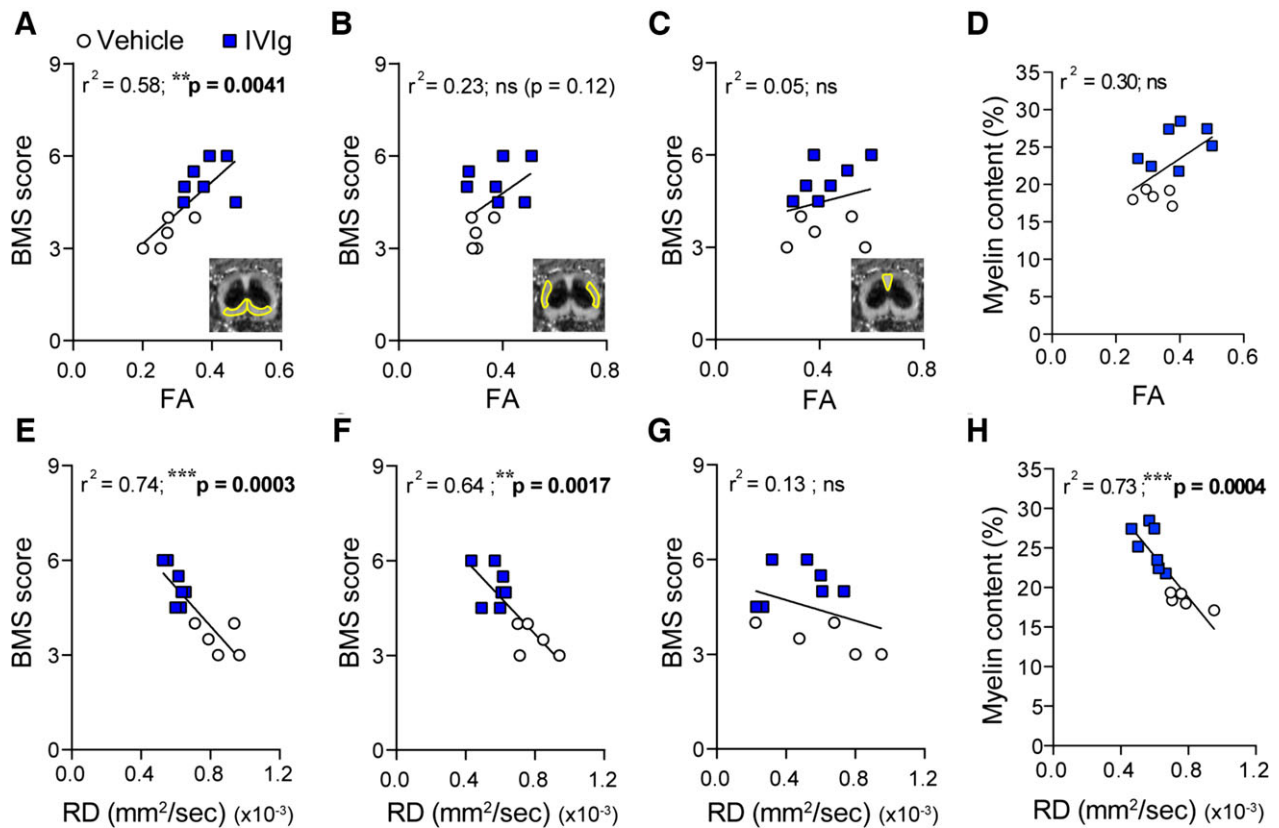 A
○ Vehicle ■ IVIg
r² = 0.58; **p = 0.0041
9
6
3
0
BMS score
0.0 0.2 0.4 0.6
FA
B
r² = 0.23; ns (p = 0.12)
9
6
3
0
BMS score
0.0 0.4 0.8
FA
C
r² = 0.05; ns
9
6
3
0
BMS score
0.0 0.4 0.8
FA
D
r² = 0.30; ns
35
30
25
20
15
10
5
0
Myelin content (%)
0.0 0.2 0.4 0.6
FA
E
r² = 0.74; ***p = 0.0003
9
6
3
0
BMS score
0.0 0.4 0.8 1.2
RD (mm²/sec) (x10⁻³)
F
r² = 0.64 ; **p = 0.0017
9
6
3
0
BMS score
0.0 0.4 0.8 1.2
RD (mm²/sec) (x10⁻³)
G
r² = 0.13 ; ns
9
6
3
0
BMS score
0.0 0.4 0.8 1.2
RD (mm²/sec) (x10⁻³)
H
r² = 0.73 ;***p = 0.0004
35
30
25
20
15
10
5
0
Myelin content (%)
0.0 0.4 0.8 1.2
RD (mm²/sec) (x10⁻³)